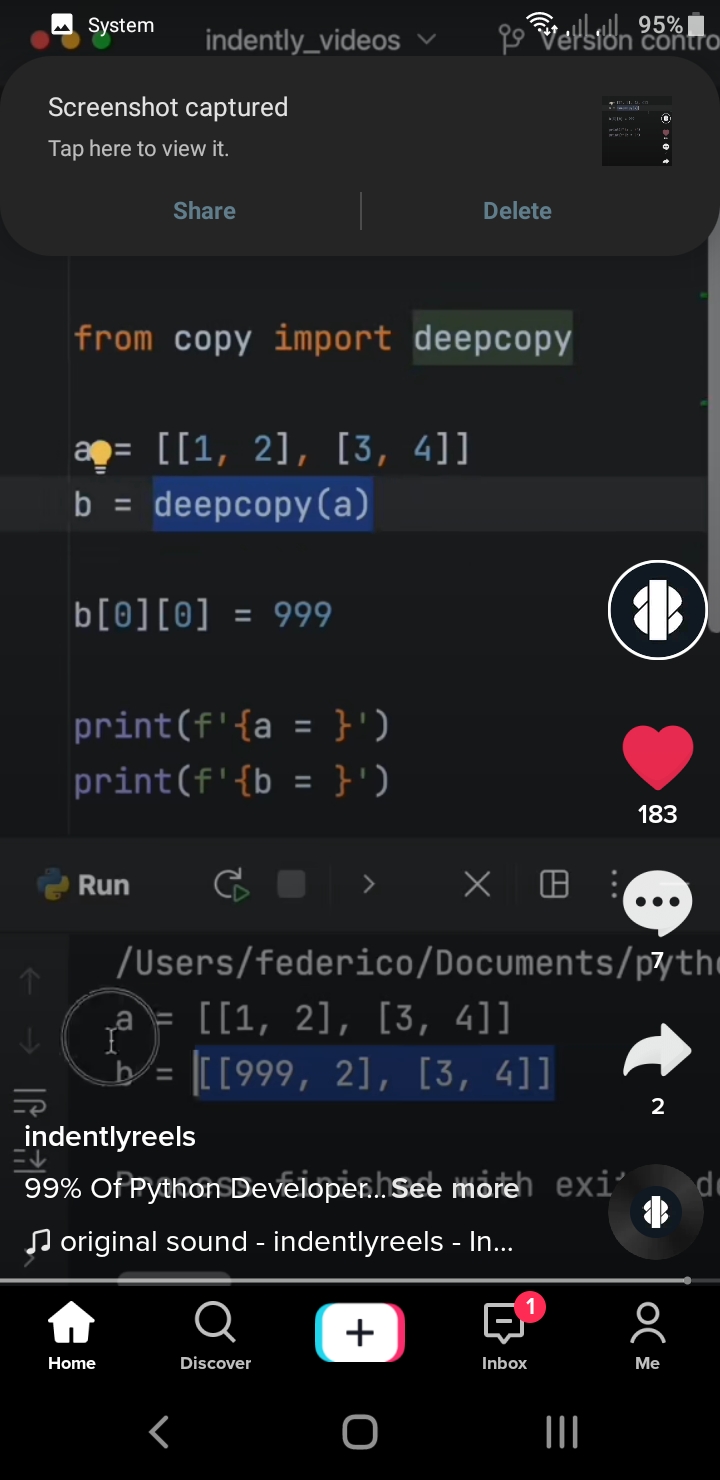 System
95%
indently_videos
Version contro
Screenshot captured
Tap here to view it.
Share
Delete
from copy import deepcopy
a = [[1, 2], [3, 4]]
b = deepcopy(a)
b[0][0] = 999
print(f'{a = }')
print(f'{b = }')
183
Run
7
/Users/federico/Documents/pytho
a = [[1, 2], [3, 4]]
b = [[999, 2], [3, 4]]
2
indentlyreels
Process finished with exit
99% Of Python Developer... See more
original sound - indentlyreels - In...
1
Home
Discover
Inbox
Me